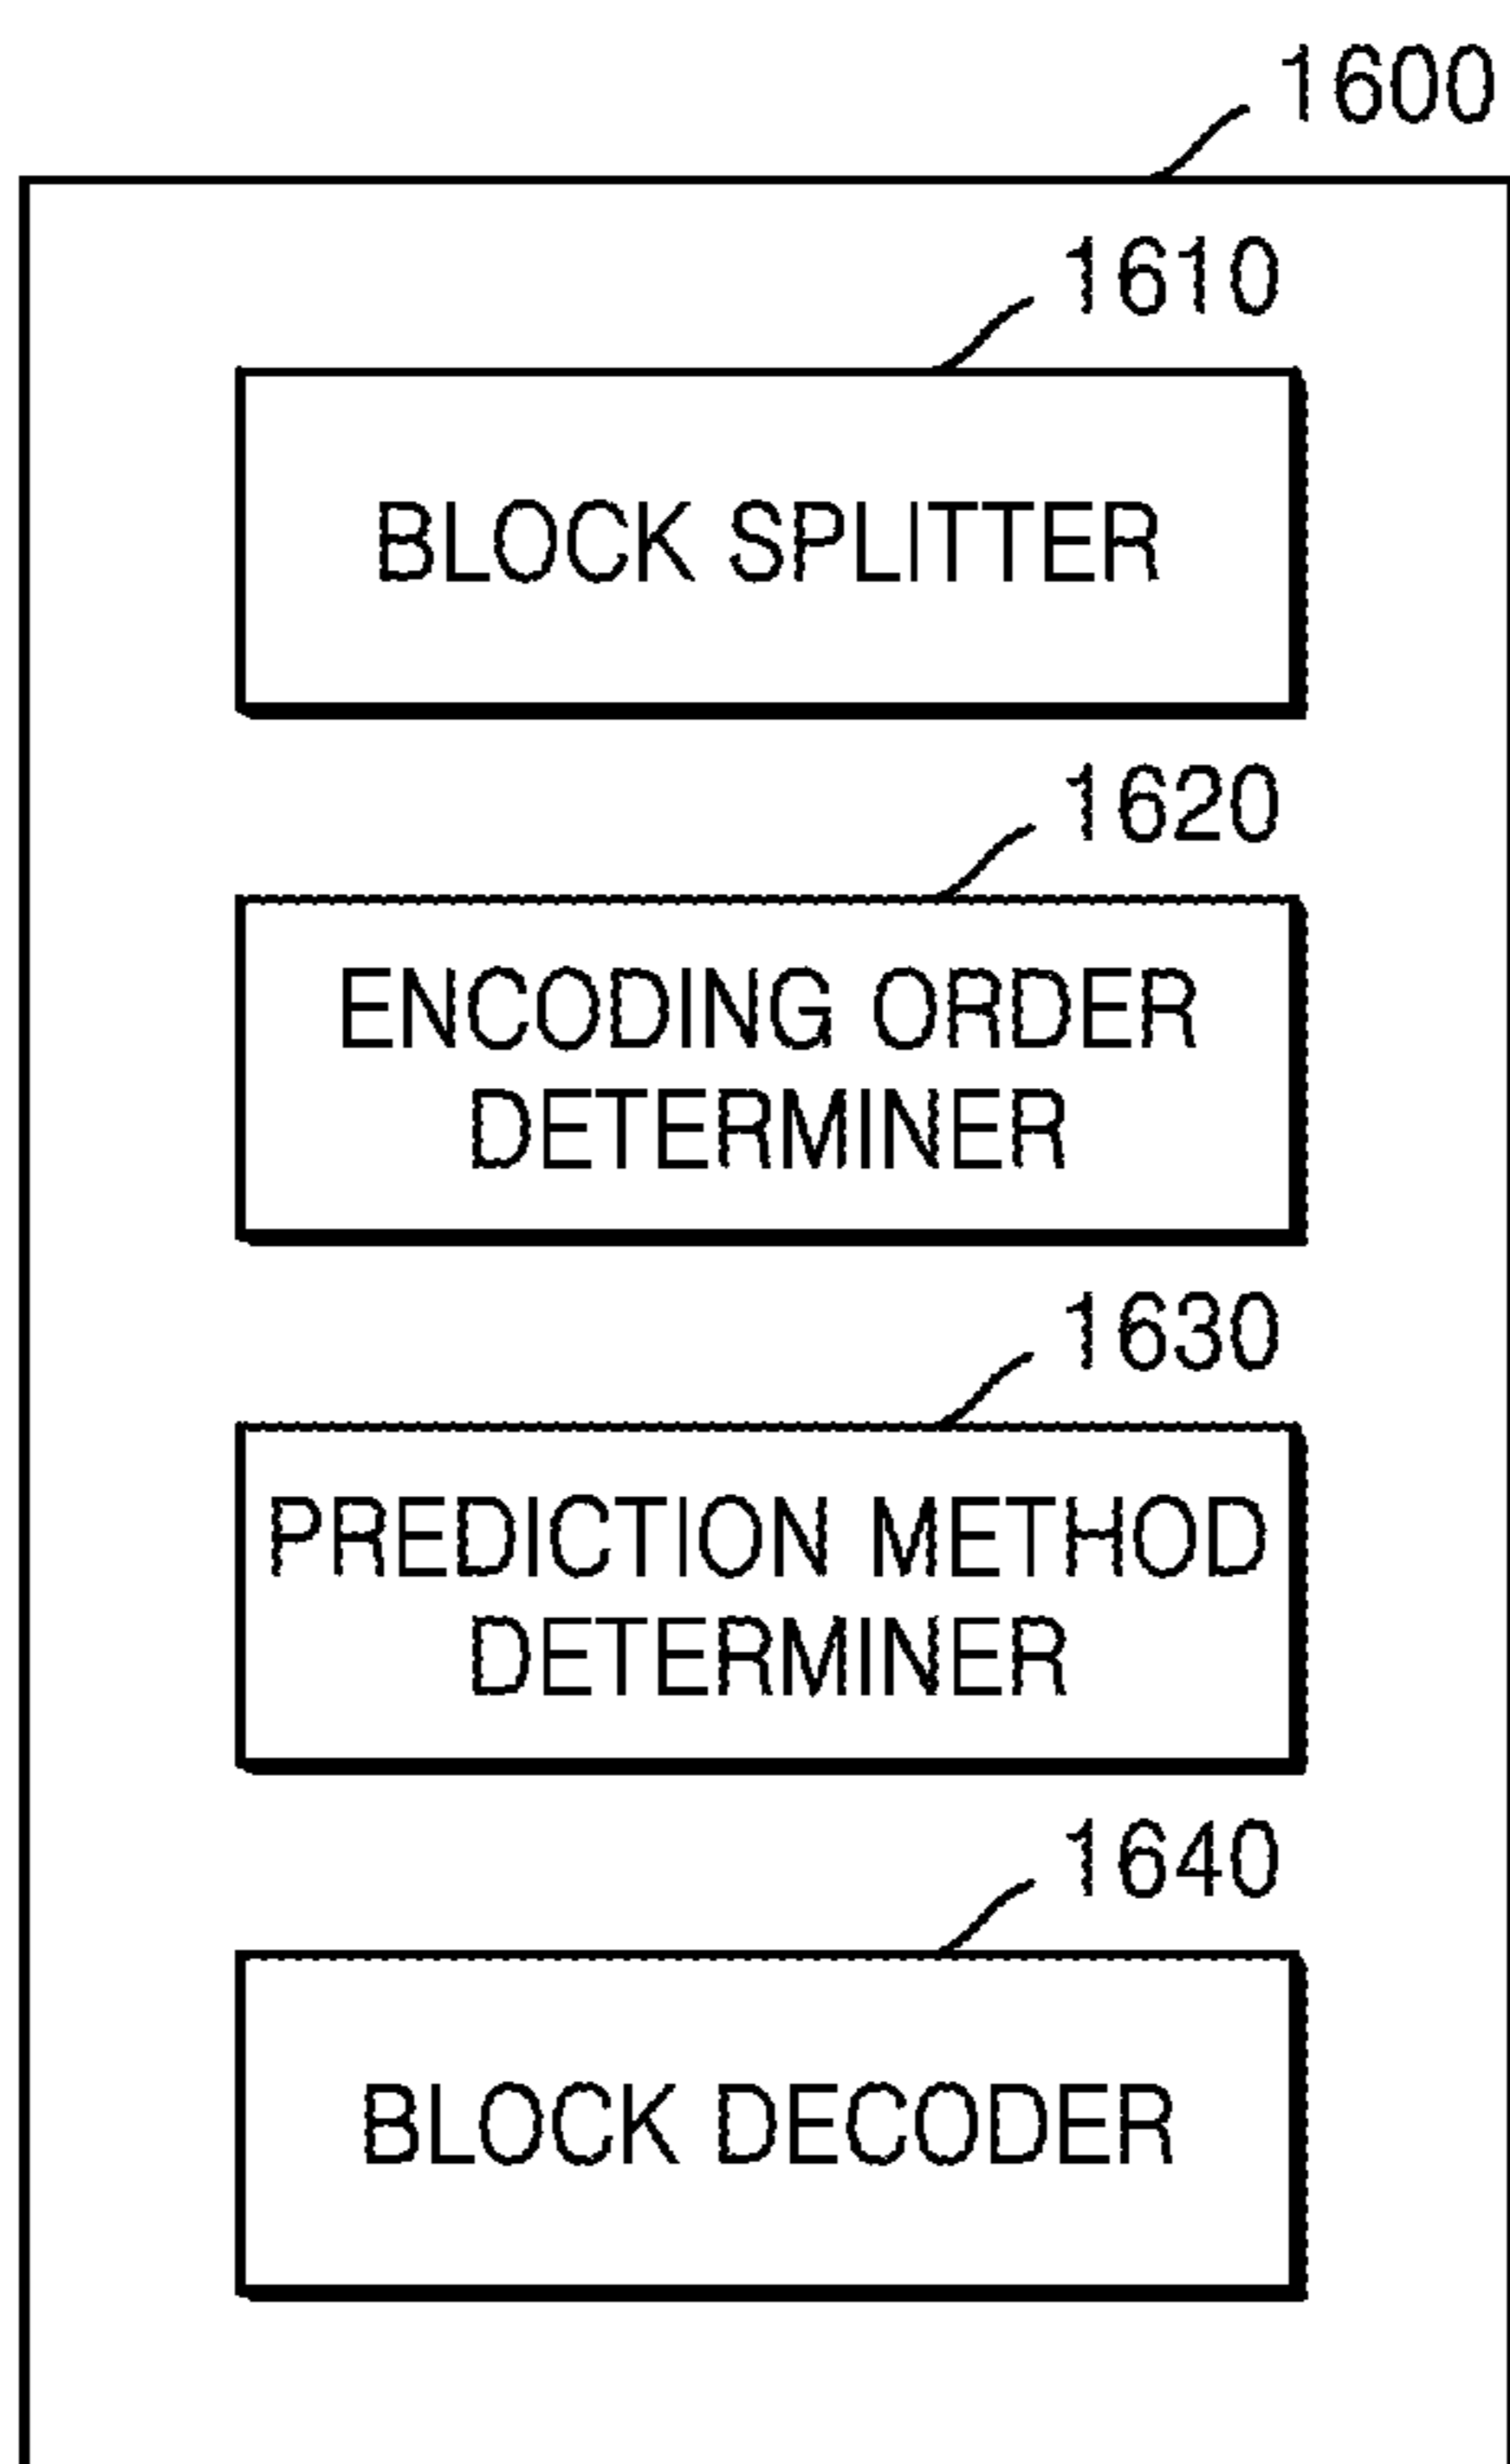 1600
1610
BLOCK SPLITTER
1620
ENCODING ORDER
DETERMINER
1630
PREDICTION METHOD
DETERMINER
1640
BLOCK DECODER